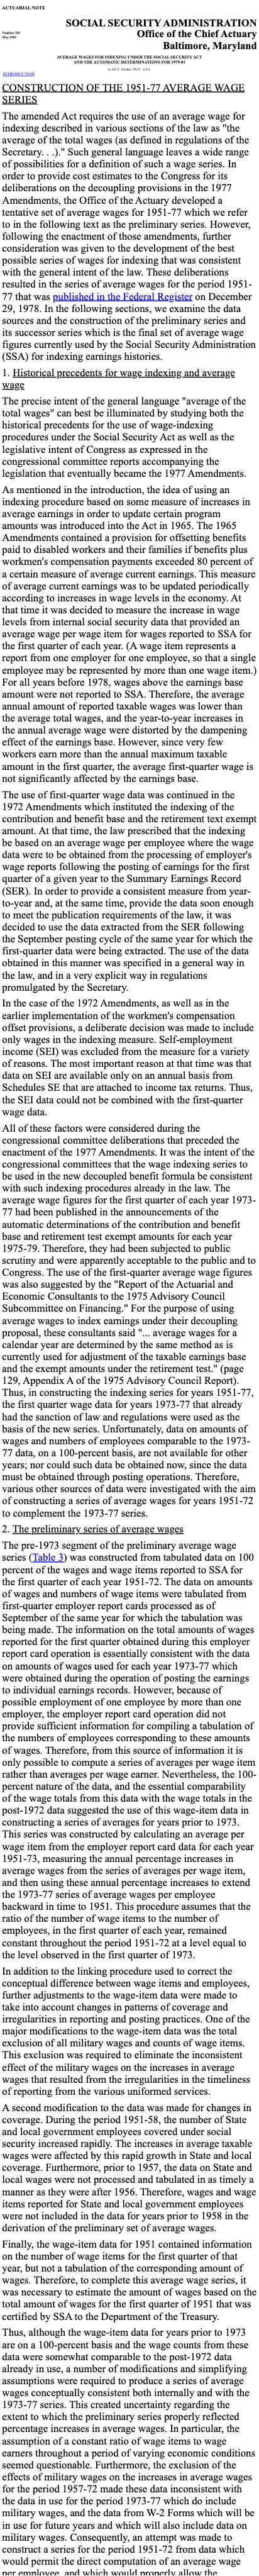 ACTUARIAL NOTE
SOCIAL SECURITY ADMINISTRATION
Number 103
May 1981
Office of the Chief Actuary
Baltimore, Maryland
AVERAGE WAGES FOR INDEXING UNDER THE SOCIAL SECURITY ACT
AND THE AUTOMATIC DETERMINATIONS FOR 1979-81
INTRODUCTION
CONSTRUCTION OF THE 1951-77 AVERAGE WAGE
SERIES
The amended Act requires the use of an average wage for
indexing described in various sections of the law as "the
average of the total wages (as defined in regulations of the
Secretary. . .)." Such general language leaves a wide range
of possibilities for a definition of such a wage series. In
order to provide cost estimates to the Congress for its
deliberations on the decoupling provisions in the 1977
Amendments, the Office of the Actuary developed a
tentative set of average wages for 1951-77 which we refer
to in the following text as the preliminary series. However,
following the enactment of these amendments, further
consideration was given to the development of the best
possible series of wages for indexing that was consistent
with the general intent of the law. These deliberations
resulted in the series of average wages for the period 1951-
77 that was published in the Federal Register on December
29, 1978. In the following sections, we examine the data
sources and the construction of the preliminary series and
its successor series which is the final set of average wage
figures currently used by the Social Security Administration
(SSA) for indexing earnings histories.
1. Historical precedents for wage indexing and average
wage
The precise intent of the general language "average of the
total wages" can best be illuminated by studying both the
historical precedents for the use of wage-indexing
procedures under the Social Security Act as well as the
legislative intent of Congress as expressed in the
congressional committee reports accompanying the
legislation that eventually became the 1977 Amendments.
As mentioned in the introduction, the idea of using an
indexing procedure based on some measure of increases in
average earnings in order to update certain program
amounts was introduced into the Act in 1965. The 1965
Amendments contained a provision for offsetting benefits
paid to disabled workers and their families if benefits plus
workmen's compensation payments exceeded 80 percent of
a certain measure of average current earnings. This measure
of average current earnings was to be updated periodically
according to increases in wage levels in the economy. At
that time it was decided to measure the increase in wage
levels from internal social security data that provided an
average wage per wage item for wages reported to SSA for
the first quarter of each year. (A wage item represents a
report from one employer for one employee, so that a single
employee may be represented by more than one wage item.)
For all years before 1978, wages above the earnings base
amount were not reported to SSA. Therefore, the average
annual amount of reported taxable wages was lower than
the average total wages, and the year-to-year increases in
the annual average wage were distorted by the dampening
effect of the earnings base. However, since very few
workers earn more than the annual maximum taxable
amount in the first quarter, the average first-quarter wage is
not significantly affected by the earnings base.
The use of first-quarter wage data was continued in the
1972 Amendments which instituted the indexing of the
contribution and benefit base and the retirement test exempt
amount. At that time, the law prescribed that the indexing
be based on an average wage per employee where the wage
data were to be obtained from the processing of employer's
wage reports following the posting of earnings for the first
quarter of a given year to the Summary Earnings Record
(SER). In order to provide a consistent measure from year-
to-year and, at the same time, provide the data soon enough
to meet the publication requirements of the law, it was
decided to use the data extracted from the SER following
the September posting cycle of the same year for which the
first-quarter data were being extracted. The use of the data
obtained in this manner was specified in a general way in
the law, and in a very explicit way in regulations
promulgated by the Secretary.
In the case of the 1972 Amendments, as well as in the
earlier implementation of the workmen's compensation
offset provisions, a deliberate decision was made to include
only wages in the indexing measure. Self-employment
income (SEI) was excluded from the measure for a variety
of reasons. The most important reason at that time was that
data on SEI are available only on an annual basis from
Schedules SE that are attached to income tax returns. Thus,
the SEI data could not be combined with the first-quarter
wage data.
All of these factors were considered during the
congressional committee deliberations that preceded the
enactment of the 1977 Amendments. It was the intent of the
congressional committees that the wage indexing series to
be used in the new decoupled benefit formula be consistent
with such indexing procedures already in the law. The
average wage figures for the first quarter of each year 1973-
77 had been published in the announcements of the
automatic determinations of the contribution and benefit
base and retirement test exempt amounts for each year
1975-79. Therefore, they had been subjected to public
scrutiny and were apparently acceptable to the public and to
Congress. The use of the first-quarter average wage figures
was also suggested by the "Report of the Actuarial and
Economic Consultants to the 1975 Advisory Council
Subcommittee on Financing." For the purpose of using
average wages to index earnings under their decoupling
proposal, these consultants said "... average wages for a
calendar year are determined by the same method as is
currently used for adjustment of the taxable earnings base
and the exempt amounts under the retirement test." (page
129, Appendix A of the 1975 Advisory Council Report).
Thus, in constructing the indexing series for years 1951-77,
the first quarter wage data for years 1973-77 that already
had the sanction of law and regulations were used as the
basis of the new series. Unfortunately, data on amounts of
wages and numbers of employees comparable to the 1973-
77 data, on a 100-percent basis, are not available for other
years; nor could such data be obtained now, since the data
must be obtained through posting operations. Therefore,
various other sources of data were investigated with the aim
of constructing a series of average wages for years 1951-72
to complement the 1973-77 series.
2. The preliminary series of average wages
The pre-1973 segment of the preliminary average wage
series (Table 3) was constructed from tabulated data on 100
percent of the wages and wage items reported to SSA for
the first quarter of each year 1951-72. The data on amounts
of wages and numbers of wage items were tabulated from
first-quarter employer report cards processed as of
September of the same year for which the tabulation was
being made. The information on the total amounts of wages
reported for the first quarter obtained during this employer
report card operation is essentially consistent with the data
on amounts of wages used for each year 1973-77 which
were obtained during the operation of posting the earnings
to individual earnings records. However, because of
possible employment of one employee by more than one
employer, the employer report card operation did not
provide sufficient information for compiling a tabulation of
the numbers of employees corresponding to these amounts
of wages. Therefore, from this source of information it is
only possible to compute a series of averages per wage item
rather than averages per wage earner. Nevertheless, the 100-
percent nature of the data, and the essential comparability
of the wage totals from this data with the wage totals in the
post-1972 data suggested the use of this wage-item data in
constructing a series of averages for years prior to 1973.
This series was constructed by calculating an average per
wage item from the employer report card data for each year
1951-73, measuring the annual percentage increases in
average wages from the series of averages per wage item,
and then using these annual percentage increases to extend
the 1973-77 series of average wages per employee
backward in time to 1951. This procedure assumes that the
ratio of the number of wage items to the number of
employees, in the first quarter of each year, remained
constant throughout the period 1951-72 at a level equal to
the level observed in the first quarter of 1973.
In addition to the linking procedure used to correct the
conceptual difference between wage items and employees,
further adjustments to the wage-item data were made to
take into account changes in patterns of coverage and
irregularities in reporting and posting practices. One of the
major modifications to the wage-item data was the total
exclusion of all military wages and counts of wage items.
This exclusion was required to eliminate the inconsistent
effect of the military wages on the increases in average
wages that resulted from the irregularities in the timeliness
of reporting from the various uniformed services.
A second modification to the data was made for changes in
coverage. During the period 1951-58, the number of State
and local government employees covered under social
security increased rapidly. The increases in average taxable
wages were affected by this rapid growth in State and local
coverage. Furthermore, prior to 1957, the data on State and
local wages were not processed and tabulated in as timely a
manner as they were after 1956. Therefore, wages and wage
items reported for State and local government employees
were not included in the data for years prior to 1958 in the
derivation of the preliminary set of average wages.
Finally, the wage-item data for 1951 contained information
on the number of wage items for the first quarter of that
year, but not a tabulation of the corresponding amount of
wages. Therefore, to complete this average wage series, it
was necessary to estimate the amount of wages based on the
total amount of wages for the first quarter of 1951 that was
certified by SSA to the Department of the Treasury.
Thus, although the wage-item data for years prior to 1973
are on a 100-percent basis and the wage counts from these
data were somewhat comparable to the post-1972 data
already in use, a number of modifications and simplifying
assumptions were required to produce a series of average
wages conceptually consistent both internally and with the
1973-77 series. This created uncertainty regarding the
extent to which the preliminary series properly reflected
percentage increases in average wages. In particular, the
assumption of a constant ratio of wage items to wage
earners throughout a period of varying economic conditions
seemed questionable. Furthermore, the exclusion of the
effects of military wages on the increases in average wages
for the period 1957-72 made these data inconsistent with
the data in use for the period 1973-77 which do include
military wages, and the data from W-2 Forms which will be
in use for future years and which will also include data on
military wages. Consequently, an attempt was made to
construct a series for the period 1951-72 from data which
would permit the direct computation of an average wage
per employee, and which would properly allow the